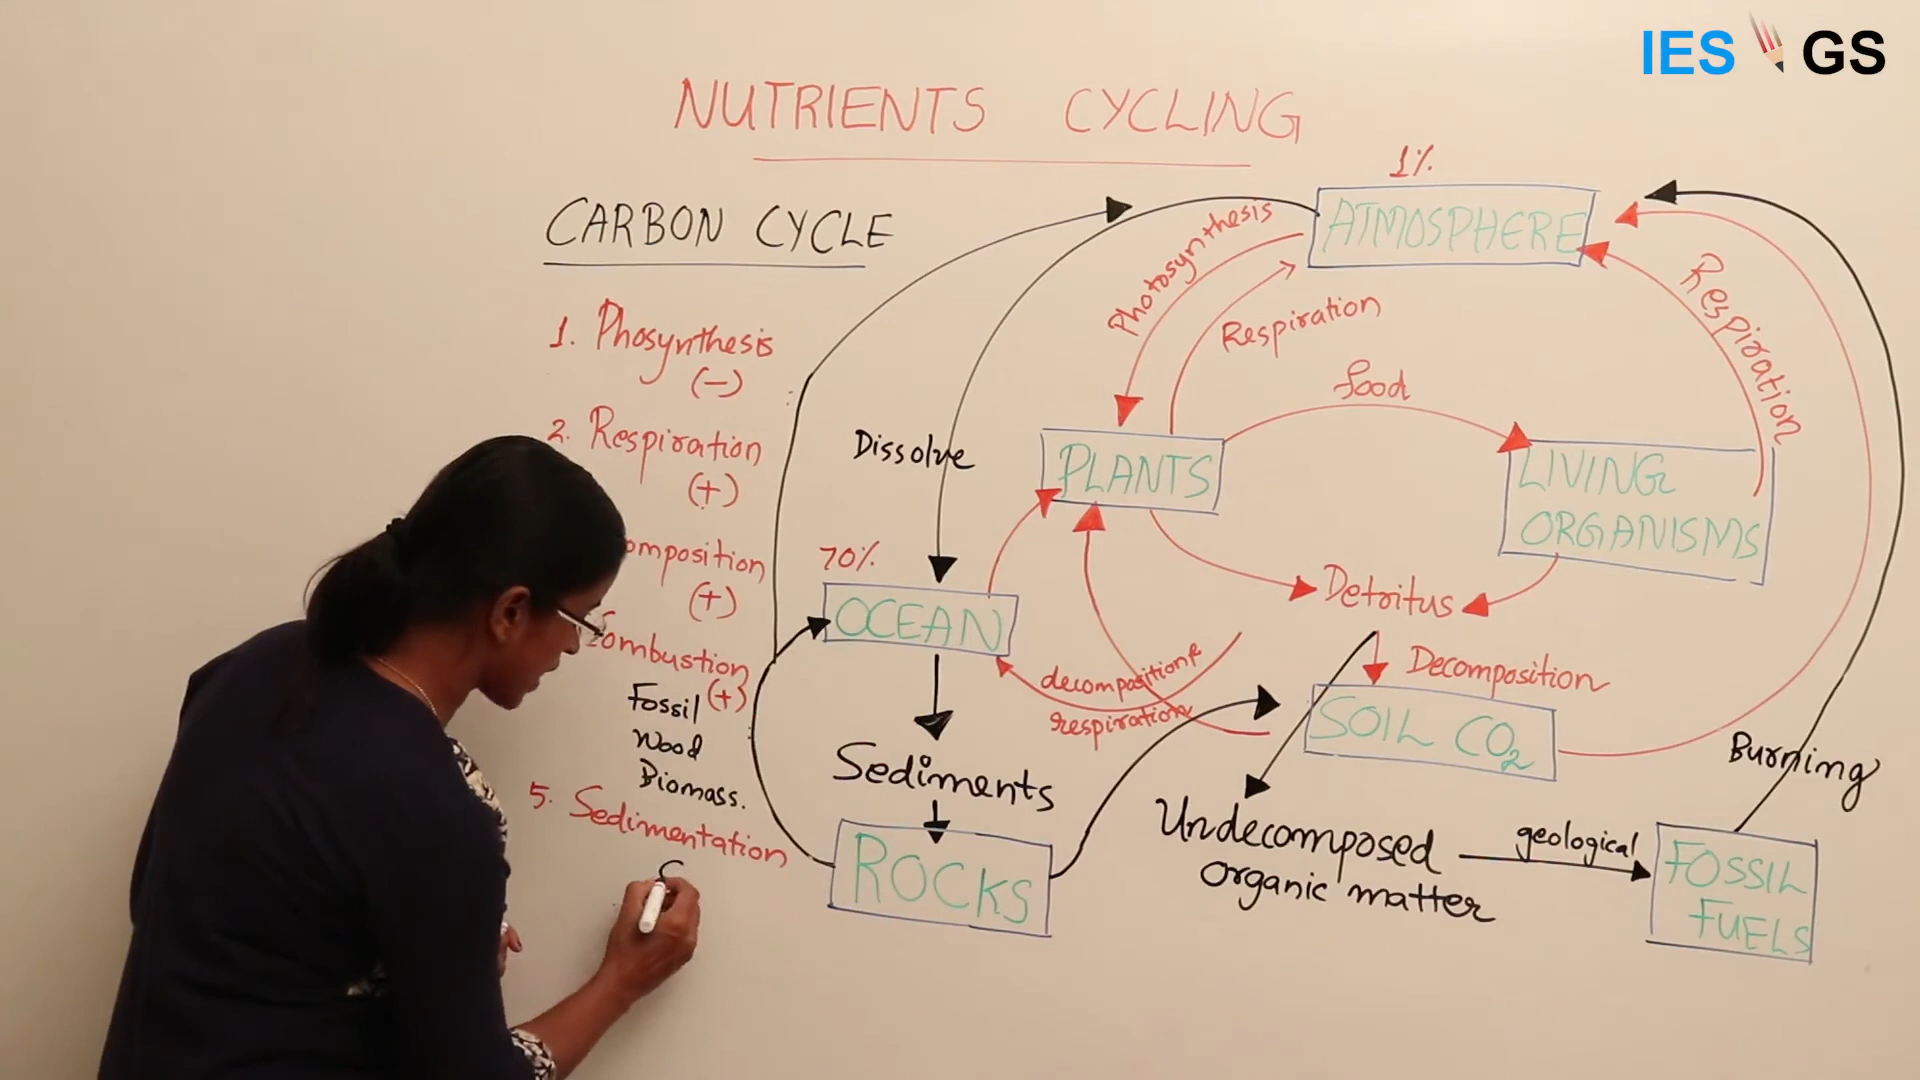 IES GS
NUTRIENTS CYCLING
CARBON CYCLE
1%
ATMOSPHERE
Photosynthesis
Respiration
Respiration
1. Phosynthesis
(-)
food
2. Respiration
(+)
Dissolve
PLANTS
LIVING
ORGANISMS
omposition
(+)
70%
OCEAN
Detritus
Combustion
(+)
Fossil
Wood
Biomass.
decomposition &
respiration
Decomposition
SOIL CO2
Burning
Sediments
5. Sedimentation
C
ROCKS
Undecomposed
organic matter
geological
FOSSIL
FUELS